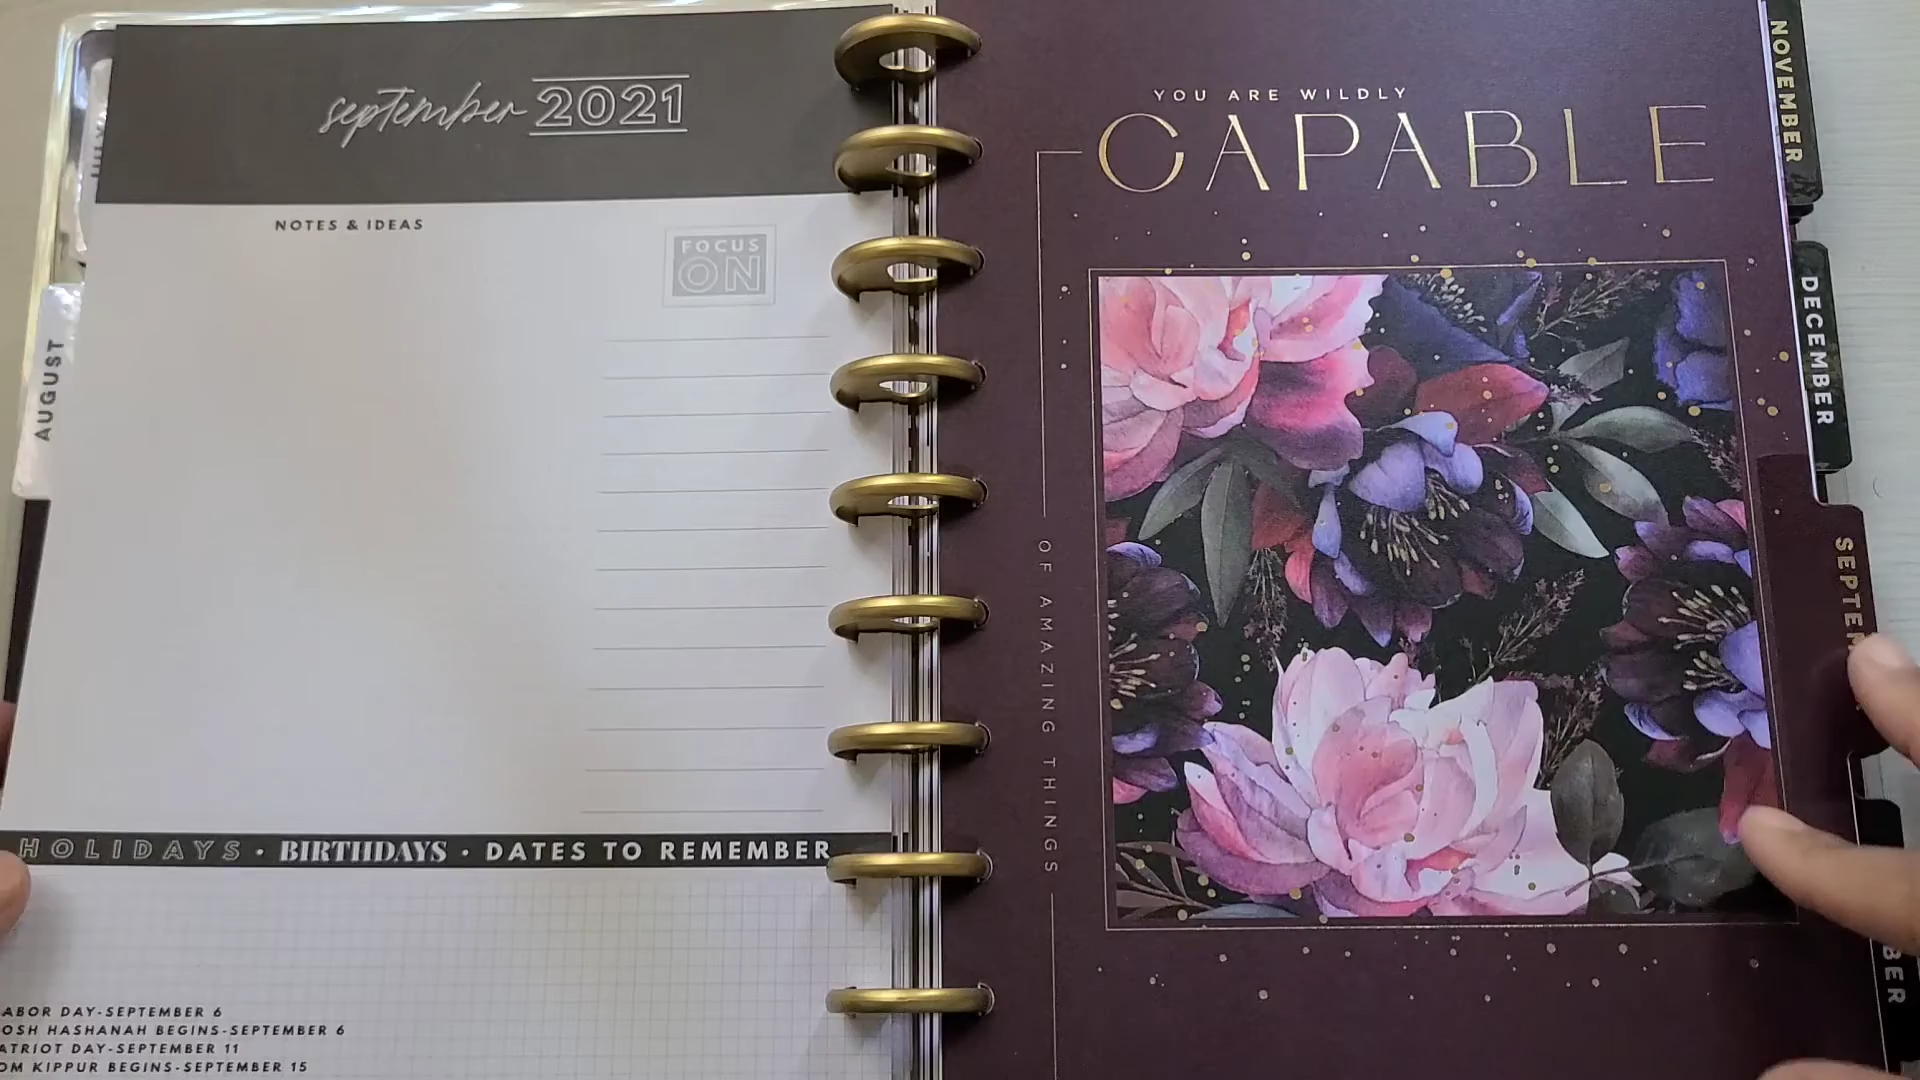 september 2021
NOTES & IDEAS
FOCUS
ON
AUGUST
HOLIDAYS · BIRTHDAYS · DATES TO REMEMBER
ABOR DAY-SEPTEMBER 6
OSH HASHANAH BEGINS-SEPTEMBER 6
ATRIOT DAY-SEPTEMBER 11
OM KIPPUR BEGINS-SEPTEMBER 15
YOU ARE WILDLY
CAPABLE
OF AMAZING THINGS
NOVEMBER
DECEMBER
SEPTEM
BER